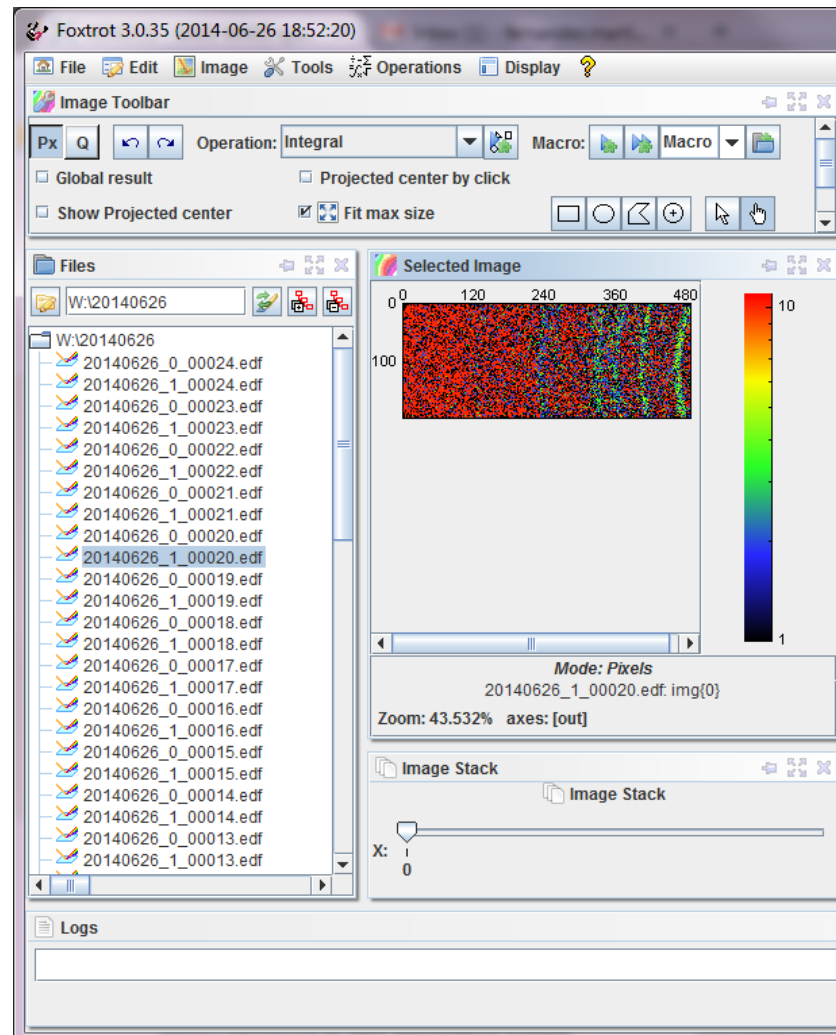 Foxtrot 3.0.35 (2014-06-26 18:52:20)
File Edit Image Tools Operations Display
Image Toolbar
Px Q Operation: Integral Macro: Macro
Global result Projected center by click
Show Projected center Fit max size
Files
W:\20140626
W:\20140626
20140626_0_00024.edf
20140626_1_00024.edf
20140626_0_00023.edf
20140626_1_00023.edf
20140626_0_00022.edf
20140626_1_00022.edf
20140626_0_00021.edf
20140626_1_00021.edf
20140626_0_00020.edf
20140626_1_00020.edf
20140626_0_00019.edf
20140626_1_00019.edf
20140626_0_00018.edf
20140626_1_00018.edf
20140626_0_00017.edf
20140626_1_00017.edf
20140626_0_00016.edf
20140626_1_00016.edf
20140626_0_00015.edf
20140626_1_00015.edf
20140626_0_00014.edf
20140626_1_00014.edf
20140626_0_00013.edf
20140626_1_00013.edf
Selected Image
0 120 240 360 480
0
100
10
1
Mode: Pixels
20140626_1_00020.edf: img{0}
Zoom: 43.532% axes: [out]
Image Stack
Image Stack
X:
0
Logs